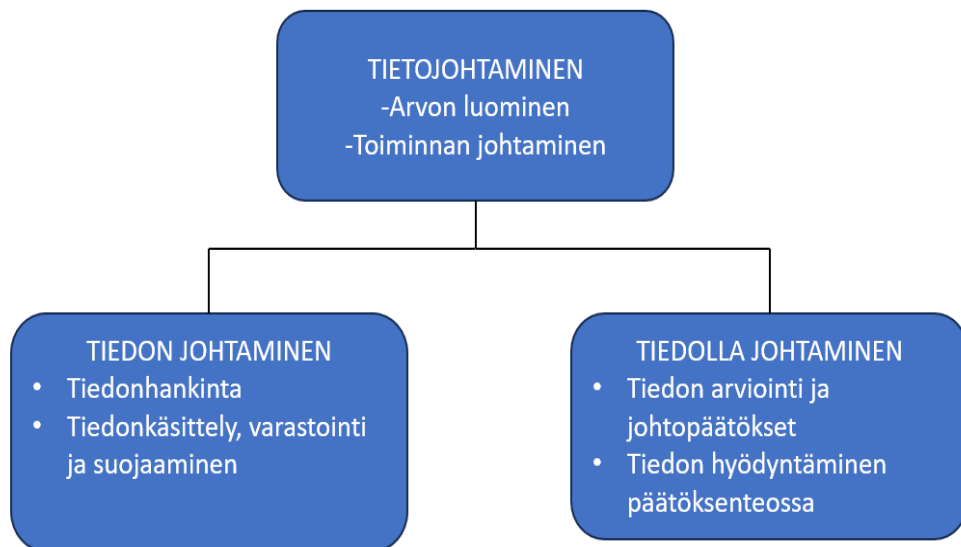 TIETOJOHTAMINEN
-Arvon luominen
-Toiminnan johtaminen
TIEDON JOHTAMINEN
• Tiedonhankinta
• Tiedonkäsittely, varastointi
ja suojaaminen
TIEDOLLA JOHTAMINEN
• Tiedon arviointi ja
johtopäätökset
• Tiedon hyödyntäminen
päätöksenteossa